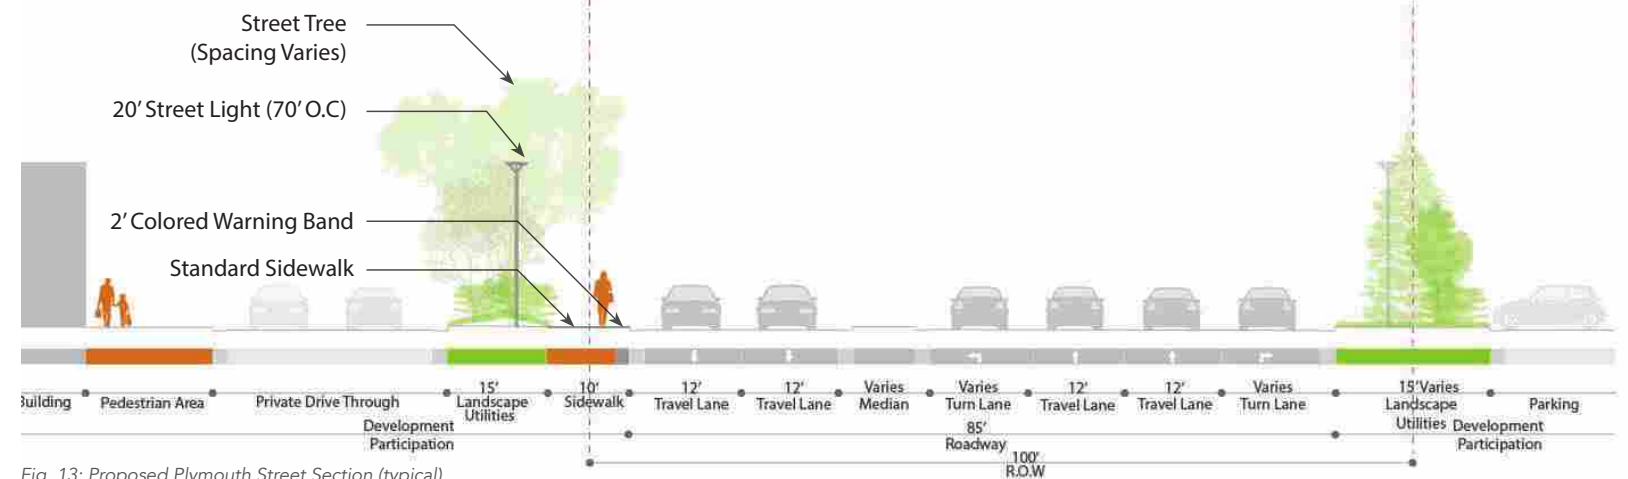 Street Tree
(Spacing Varies)
20' Street Light (70' O.C)
2' Colored Warning Band
Standard Sidewalk
Building
Pedestrian Area
Private Drive Through
15'
Landscape
Utilities
10'
Sidewalk
12'
Travel Lane
12'
Travel Lane
Varies
Median
Varies
Turn Lane
12'
Travel Lane
12'
Travel Lane
Varies
Turn Lane
15' Varies
Landscape
Utilities
Parking
Development
Participation
85'
Roadway
Development
Participation
100'
R.O.W
Fig. 13: Proposed Plymouth Street Section (typical)